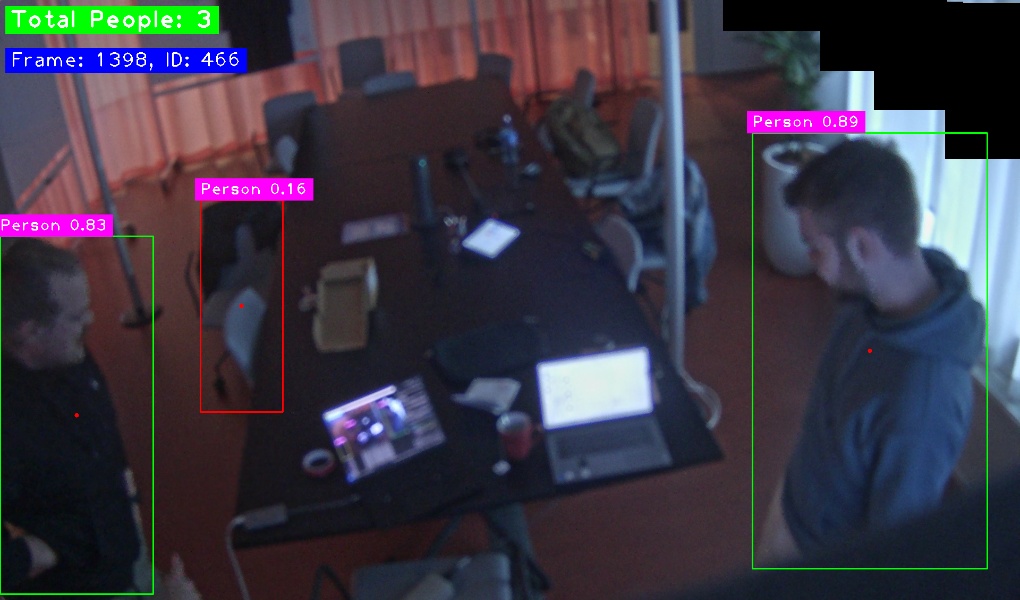 Total People: 3
Frame: 1398, ID: 466
Person 0.89
Person 0.16
Person 0.83